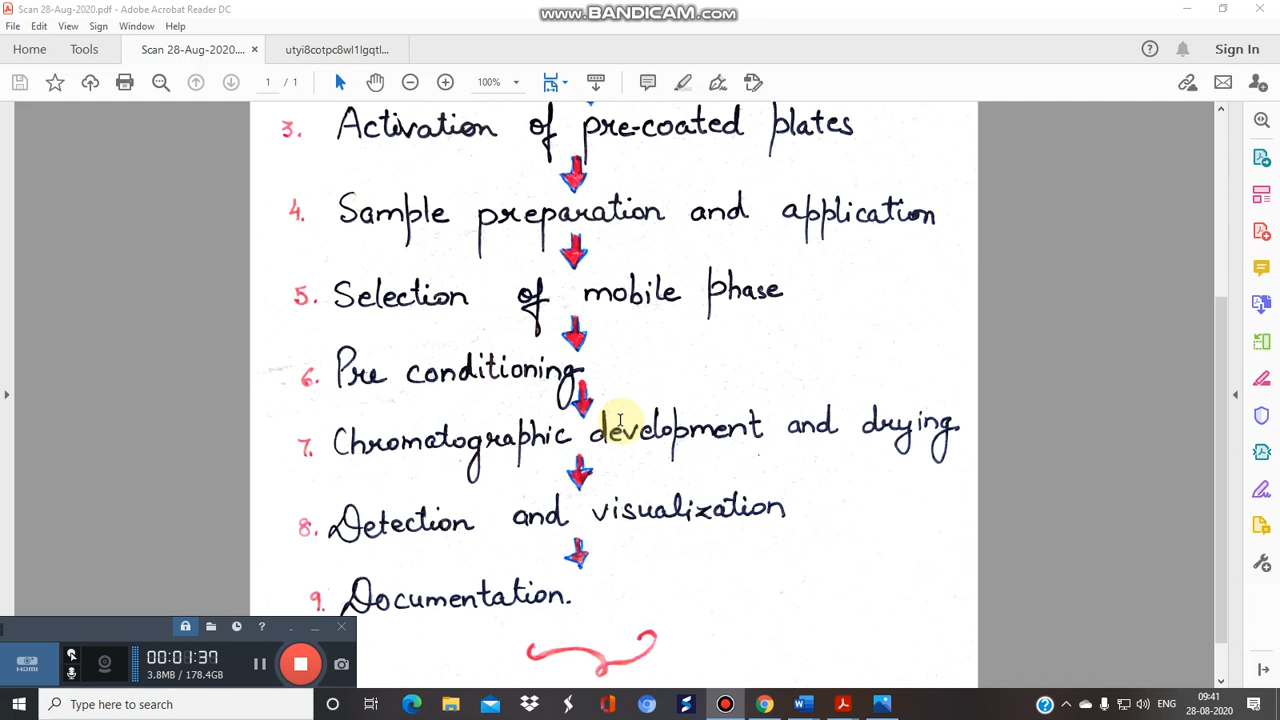 Scan 28-Aug-2020.pdf - Adobe Acrobat Reader DC
www.BANDICAM.com
File Edit View Sign Window Help
Home Tools Scan 28-Aug-2020.... × utyi8cotpc8wl1lgqtl... Sign In
1 / 1 100%
3. Activation of pre-coated plates
4. Sample preparation and application
5. Selection of mobile phase
6. Pre conditioning
7. Chromatographic development and drying
8. Detection and visualization
9. Documentation.
HDMI 00:01:37
3.8MB / 178.4GB
Type here to search ENG 09:41
28-08-2020